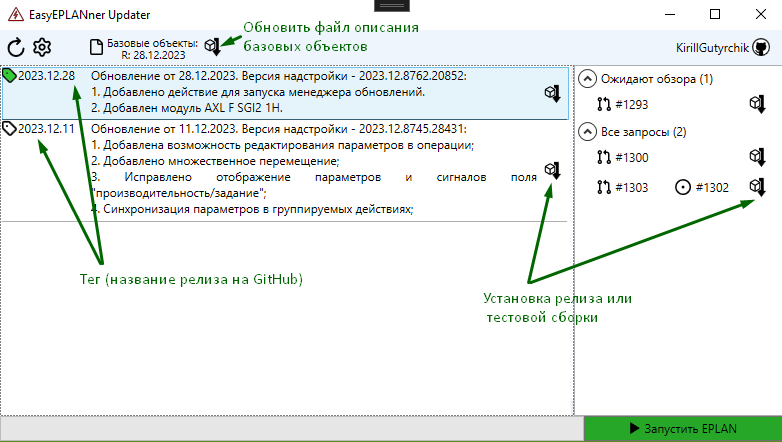 EasyEPLANner Updater
Обновить файл описания
базовых объектов
Базовые объекты:
R: 28.12.2023
KirillGutyrchik
2023.12.28
Обновление от 28.12.2023. Версия надстройки - 2023.12.8762.20852:
1. Добавлено действие для запуска менеджера обновлений.
2. Добавлен модуль AXL F SGI2 1H.
2023.12.11
Обновление от 11.12.2023. Версия надстройки - 2023.12.8745.28431:
1. Добавлена возможность редактирования параметров в операции;
2. Добавлено множественное перемещение;
3. Исправлено отображение параметров и сигналов поля
"производительность/задание";
4. Синхронизация параметров в группируемых действиях;
Ожидают обзора (1)
#1293
Все запросы (2)
#1300
#1303 #1302
Тег (название релиза на GitHub)
Установка релиза или
тестовой сборки
Запустить EPLAN